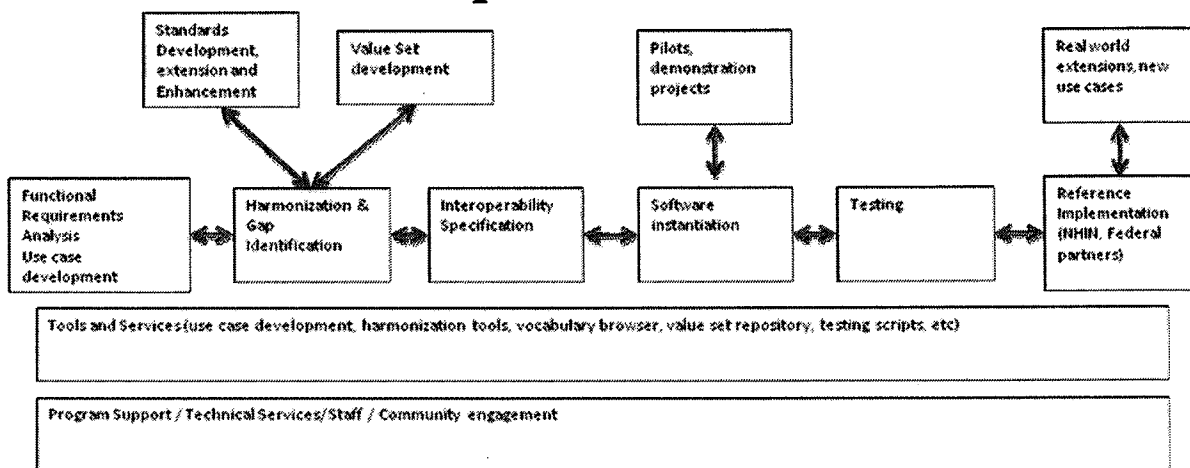 Standards
Development,
extension and
Enhancement
Value Set
development
Pilots,
demonstration
projects
Real world
extensions, new
use cases
Functional
Requirements
Analysis
Use case
development
Harmonization &
Gap
Identification
Interoperability
Specification
Software
instantiation
Testing
Reference
Implementation
(NHIN, Federal
partners)
Tools and Services (use case development, harmonization tools, vocabulary browser, value set repository, testing scripts, etc)
Program Support / Technical Services/ Staff / Community engagement